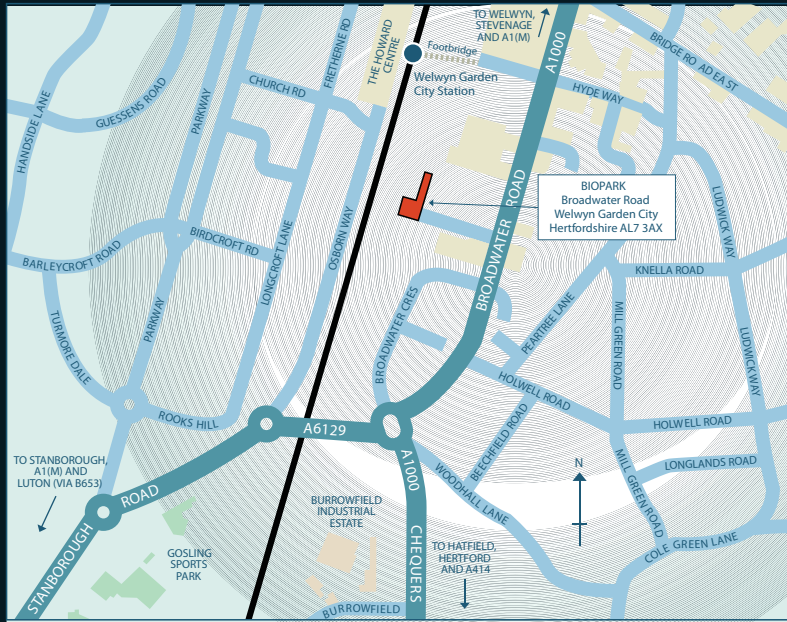 TO WELWYN,
STEVENAGE
AND A1(M)
A1000
BRIDGE ROAD EAST
FRETHERNE RD
THE HOWARD
CENTRE
Footbridge
Welwyn Garden
City Station
HYDE WAY
CHURCH RD
PARKWAY
GUESSENS ROAD
HANDSIDE LANE
BIOPARK
Broadwater Road
Welwyn Garden City
Hertfordshire AL7 3AX
LUDWICK WAY
BROADWATER ROAD
OSBORN WAY
LONGCROFT LANE
BIRDCROFT RD
BARLEYCROFT ROAD
KNELLA ROAD
PEARTREE LANE
MILL GREEN ROAD
LUDWICK WAY
TURMORE DALE
PARKWAY
BROADWATER CRES
HOLWELL ROAD
HOLWELL ROAD
ROOKS HILL
A6129
BEECHFIELD ROAD
A1000
WOODHALL LANE
MILL GREEN ROAD
LONGLANDS ROAD
N
TO STANBOROUGH,
A1(M) AND
LUTON (VIA B653)
STANBOROUGH ROAD
BURROWFIELD
INDUSTRIAL
ESTATE
GOSLING
SPORTS
PARK
CHEQUERS
TO HATFIELD,
HERTFORD
AND A414
COLE GREEN LANE
BURROWFIELD